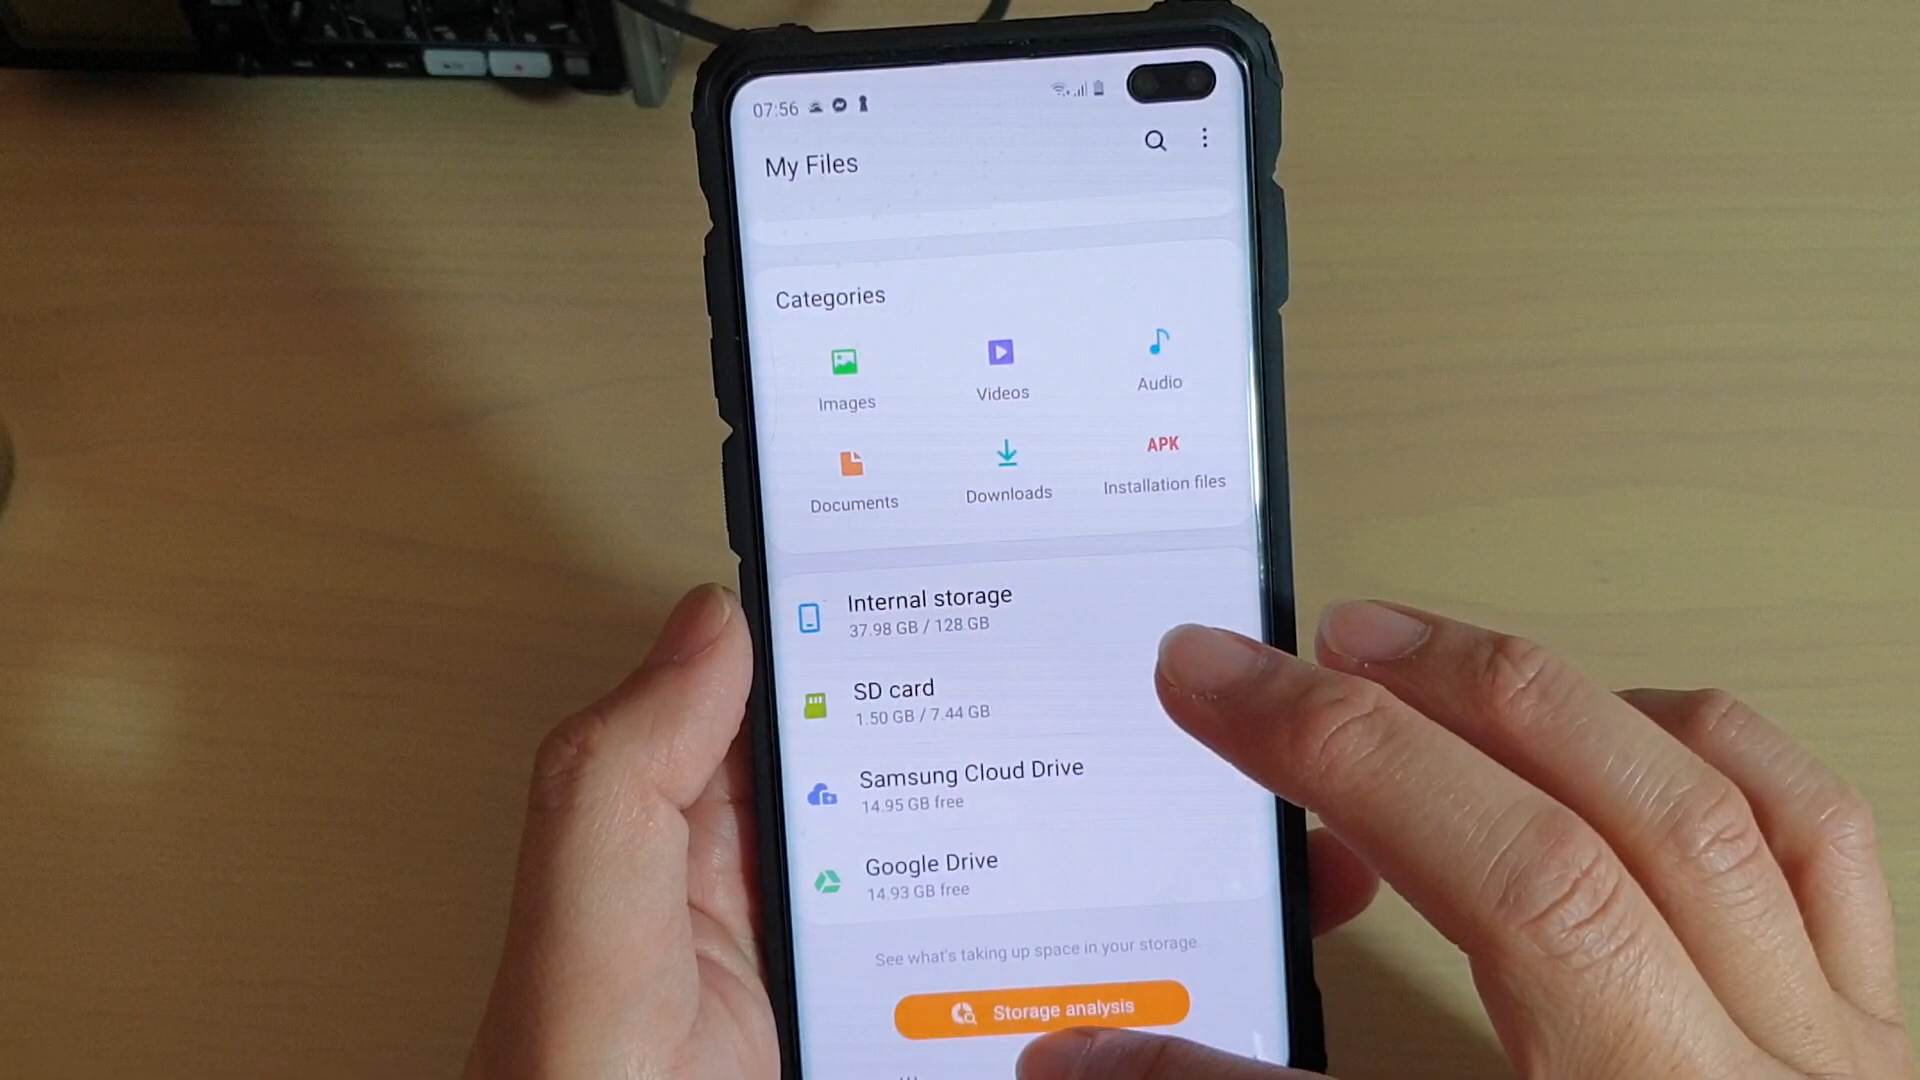 07:56
My Files
Categories
Images
Videos
Audio
Documents
Downloads
APK
Installation files
Internal storage
37.98 GB / 128 GB
SD card
1.50 GB / 7.44 GB
Samsung Cloud Drive
14.95 GB free
Google Drive
14.93 GB free
See what's taking up space in your storage.
Storage analysis